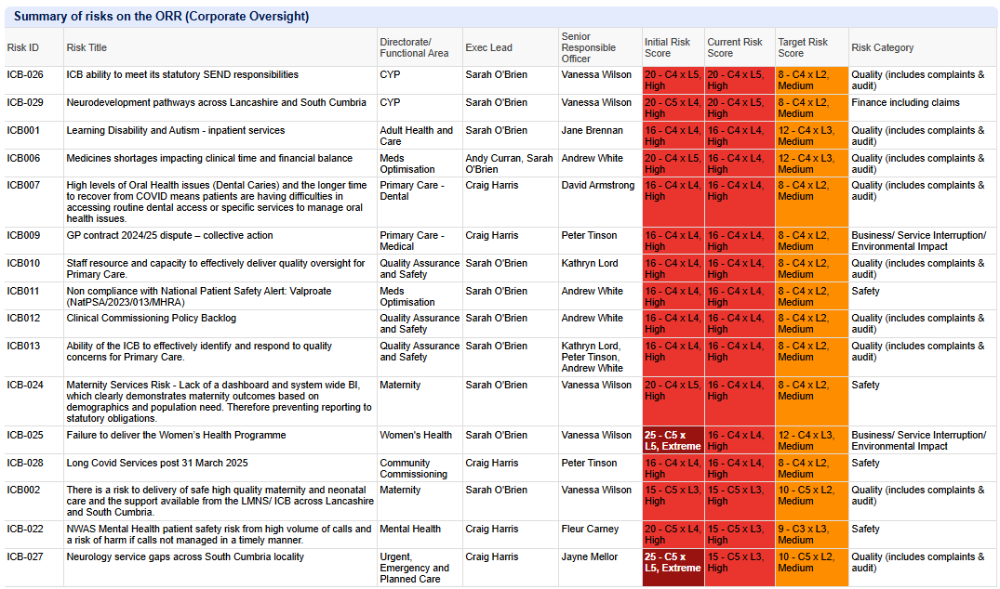 Summary of risks on the ORR (Corporate Oversight)
Risk ID Risk Title Directorate/ Functional Area Exec Lead Senior Responsible Officer Initial Risk Score Current Risk Score Target Risk Score Risk Category
ICB-026 ICB ability to meet its statutory SEND responsibilities CYP Sarah O'Brien Vanessa Wilson 20 - C4 x L5, High 20 - C4 x L5, High 8 - C4 x L2, Medium Quality (includes complaints & audit)
ICB-029 Neurodevelopment pathways across Lancashire and South Cumbria CYP Sarah O'Brien Vanessa Wilson 20 - C5 x L4, High 20 - C5 x L4, High 8 - C4 x L2, Medium Finance including claims
ICB001 Learning Disability and Autism - inpatient services Adult Health and Care Sarah O'Brien Jane Brennan 16 - C4 x L4, High 16 - C4 x L4, High 12 - C4 x L3, Medium Quality (includes complaints & audit)
ICB006 Medicines shortages impacting clinical time and financial balance Meds Optimisation Andy Curran, Sarah O'Brien Andrew White 20 - C4 x L5, High 16 - C4 x L4, High 12 - C4 x L3, Medium Quality (includes complaints & audit)
ICB007 High levels of Oral Health issues (Dental Caries) and the longer time to recover from COVID means patients are having difficulties in accessing routine dental access or specific services to manage oral health issues. Primary Care - Dental Craig Harris David Armstrong 16 - C4 x L4, High 16 - C4 x L4, High 8 - C4 x L2, Medium Quality (includes complaints & audit)
ICB009 GP contract 2024/25 dispute – collective action Primary Care - Medical Craig Harris Peter Tinson 16 - C4 x L4, High 16 - C4 x L4, High 8 - C4 x L2, Medium Business/ Service Interruption/ Environmental Impact
ICB010 Staff resource and capacity to effectively deliver quality oversight for Primary Care. Quality Assurance and Safety Sarah O'Brien Kathryn Lord 16 - C4 x L4, High 16 - C4 x L4, High 8 - C4 x L2, Medium Quality (includes complaints & audit)
ICB011 Non compliance with National Patient Safety Alert: Valproate (NatPSA/2023/013/MHRA) Meds Optimisation Sarah O'Brien Andrew White 16 - C4 x L4, High 16 - C4 x L4, High 8 - C4 x L2, Medium Safety
ICB012 Clinical Commissioning Policy Backlog Quality Assurance and Safety Sarah O'Brien Andrew White 16 - C4 x L4, High 16 - C4 x L4, High 8 - C4 x L2, Medium Quality (includes complaints & audit)
ICB013 Ability of the ICB to effectively identify and respond to quality concerns for Primary Care. Quality Assurance and Safety Sarah O'Brien Kathryn Lord, Peter Tinson, Andrew White 16 - C4 x L4, High 16 - C4 x L4, High 8 - C4 x L2, Medium Quality (includes complaints & audit)
ICB-024 Maternity Services Risk - Lack of a dashboard and system wide BI, which clearly demonstrates maternity outcomes based on demographics and population need. Therefore preventing reporting to statutory obligations. Maternity Sarah O'Brien Vanessa Wilson 20 - C4 x L5, High 16 - C4 x L4, High 8 - C4 x L2, Medium Safety
ICB-025 Failure to deliver the Women's Health Programme Women's Health Sarah O'Brien Vanessa Wilson 25 - C5 x L5, Extreme 16 - C4 x L4, High 12 - C4 x L3, Medium Business/ Service Interruption/ Environmental Impact
ICB-028 Long Covid Services post 31 March 2025 Community Commissioning Craig Harris Peter Tinson 16 - C4 x L4, High 16 - C4 x L4, High 8 - C4 x L2, Medium Safety
ICB002 There is a risk to delivery of safe high quality maternity and neonatal care and the support available from the LMNS/ ICB across Lancashire and South Cumbria. Maternity Sarah O'Brien Vanessa Wilson 15 - C5 x L3, High 15 - C5 x L3, High 10 - C5 x L2, Medium Quality (includes complaints & audit)
ICB-022 NWAS Mental Health patient safety risk from high volume of calls and a risk of harm if calls not managed in a timely manner. Mental Health Craig Harris Fleur Carney 20 - C5 x L4, High 15 - C5 x L3, High 9 - C3 x L3, Medium Safety
ICB-027 Neurology service gaps across South Cumbria locality Urgent, Emergency and Planned Care Craig Harris Jayne Mellor 25 - C5 x L5, Extreme 15 - C5 x L3, High 10 - C5 x L2, Medium Quality (includes complaints & audit)